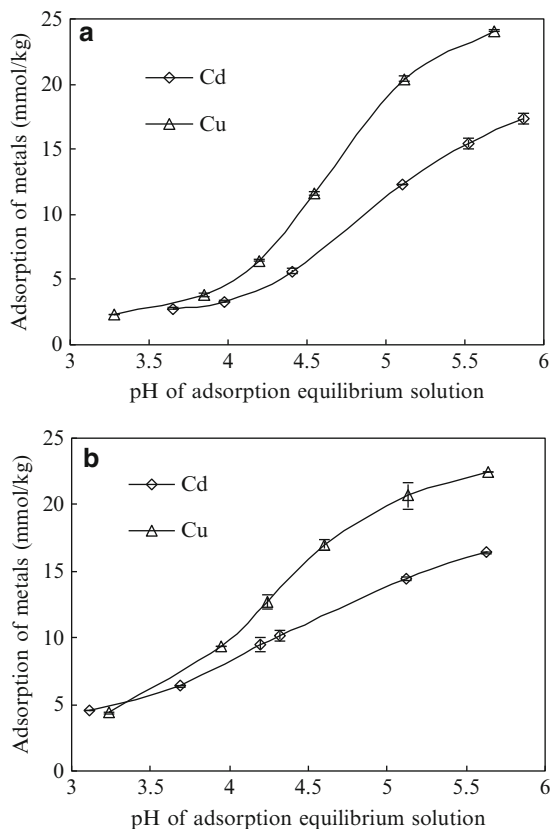 a
25
20
15
10
5
0
Adsorption of metals (mmol/kg)
Cd
Cu
3 3.5 4 4.5 5 5.5 6
pH of adsorption equilibrium solution
b
25
20
15
10
5
0
Adsorption of metals (mmol/kg)
Cd
Cu
3 3.5 4 4.5 5 5.5 6
pH of adsorption equilibrium solution